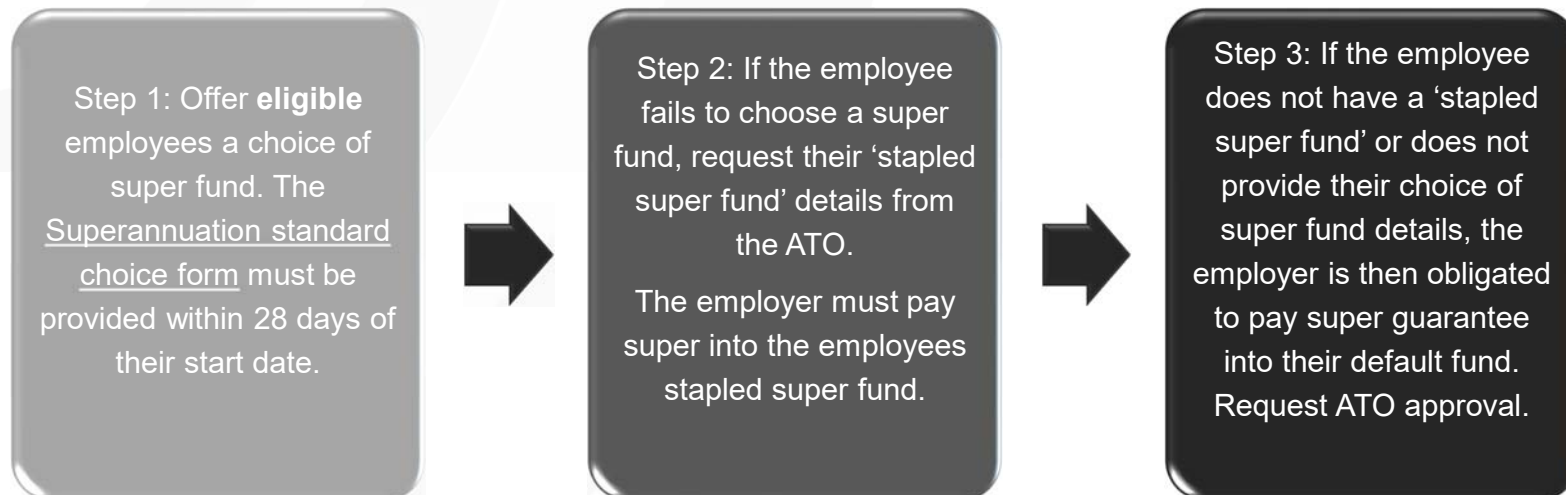 Step 1: Offer eligible
employees a choice of
super fund. The
Superannuation standard
choice form must be
provided within 28 days of
their start date.
Step 2: If the employee
fails to choose a super
fund, request their ‘stapled
super fund’ details from
the ATO.
The employer must pay
super into the employees
stapled super fund.
Step 3: If the employee
does not have a ‘stapled
super fund’ or does not
provide their choice of
super fund details, the
employer is then obligated
to pay super guarantee
into their default fund.
Request ATO approval.